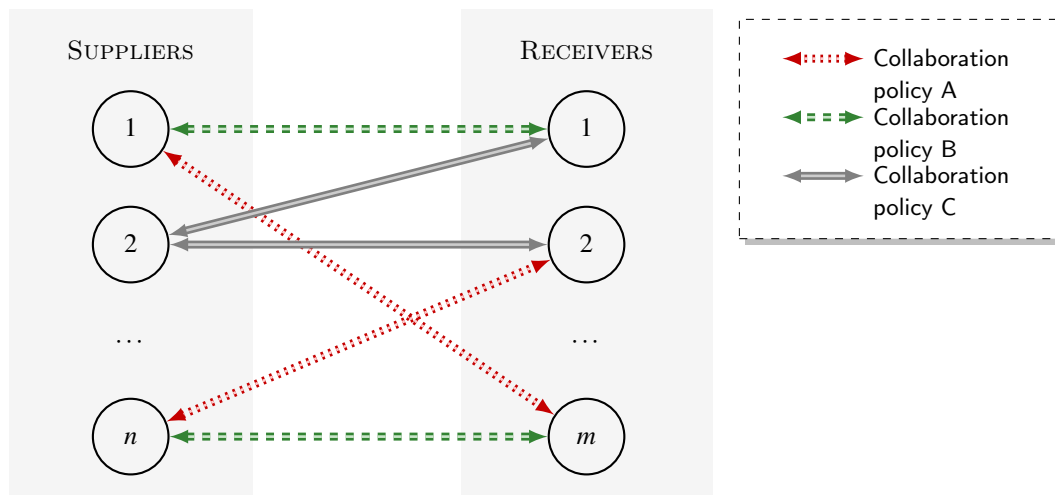 SUPPLIERS
RECEIVERS
1
1
2
2
...
...
n
m
Collaboration
policy A
Collaboration
policy B
Collaboration
policy C